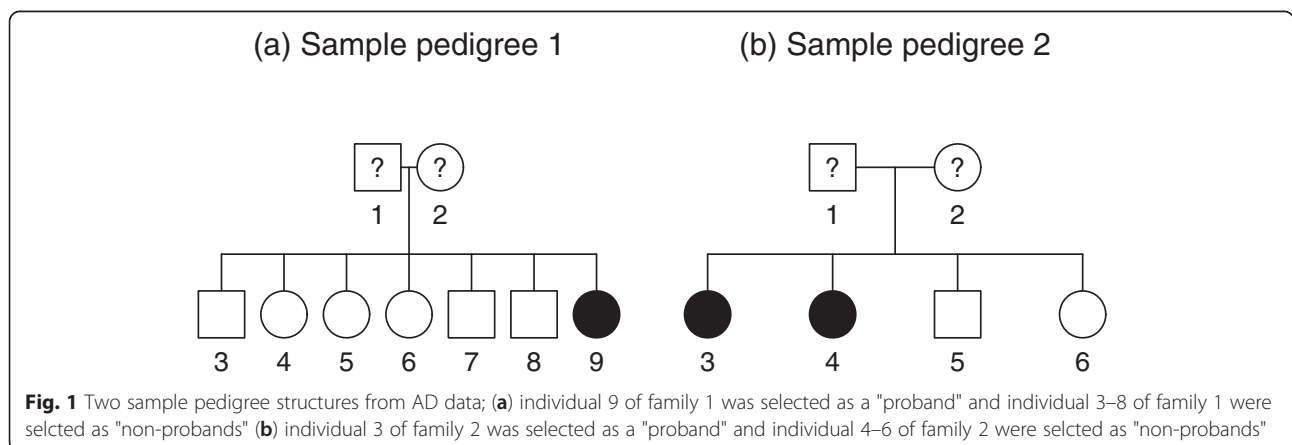 (a) Sample pedigree 1
(b) Sample pedigree 2
? ? ? ?
1 2 1 2
3 4 5 6 7 8 9 3 4 5 6
Fig. 1 Two sample pedigree structures from AD data; (a) individual 9 of family 1 was selected as a "proband" and individual 3–8 of family 1 were
selcted as "non-probands" (b) individual 3 of family 2 was selected as a "proband" and individual 4–6 of family 2 were selcted as "non-probands"